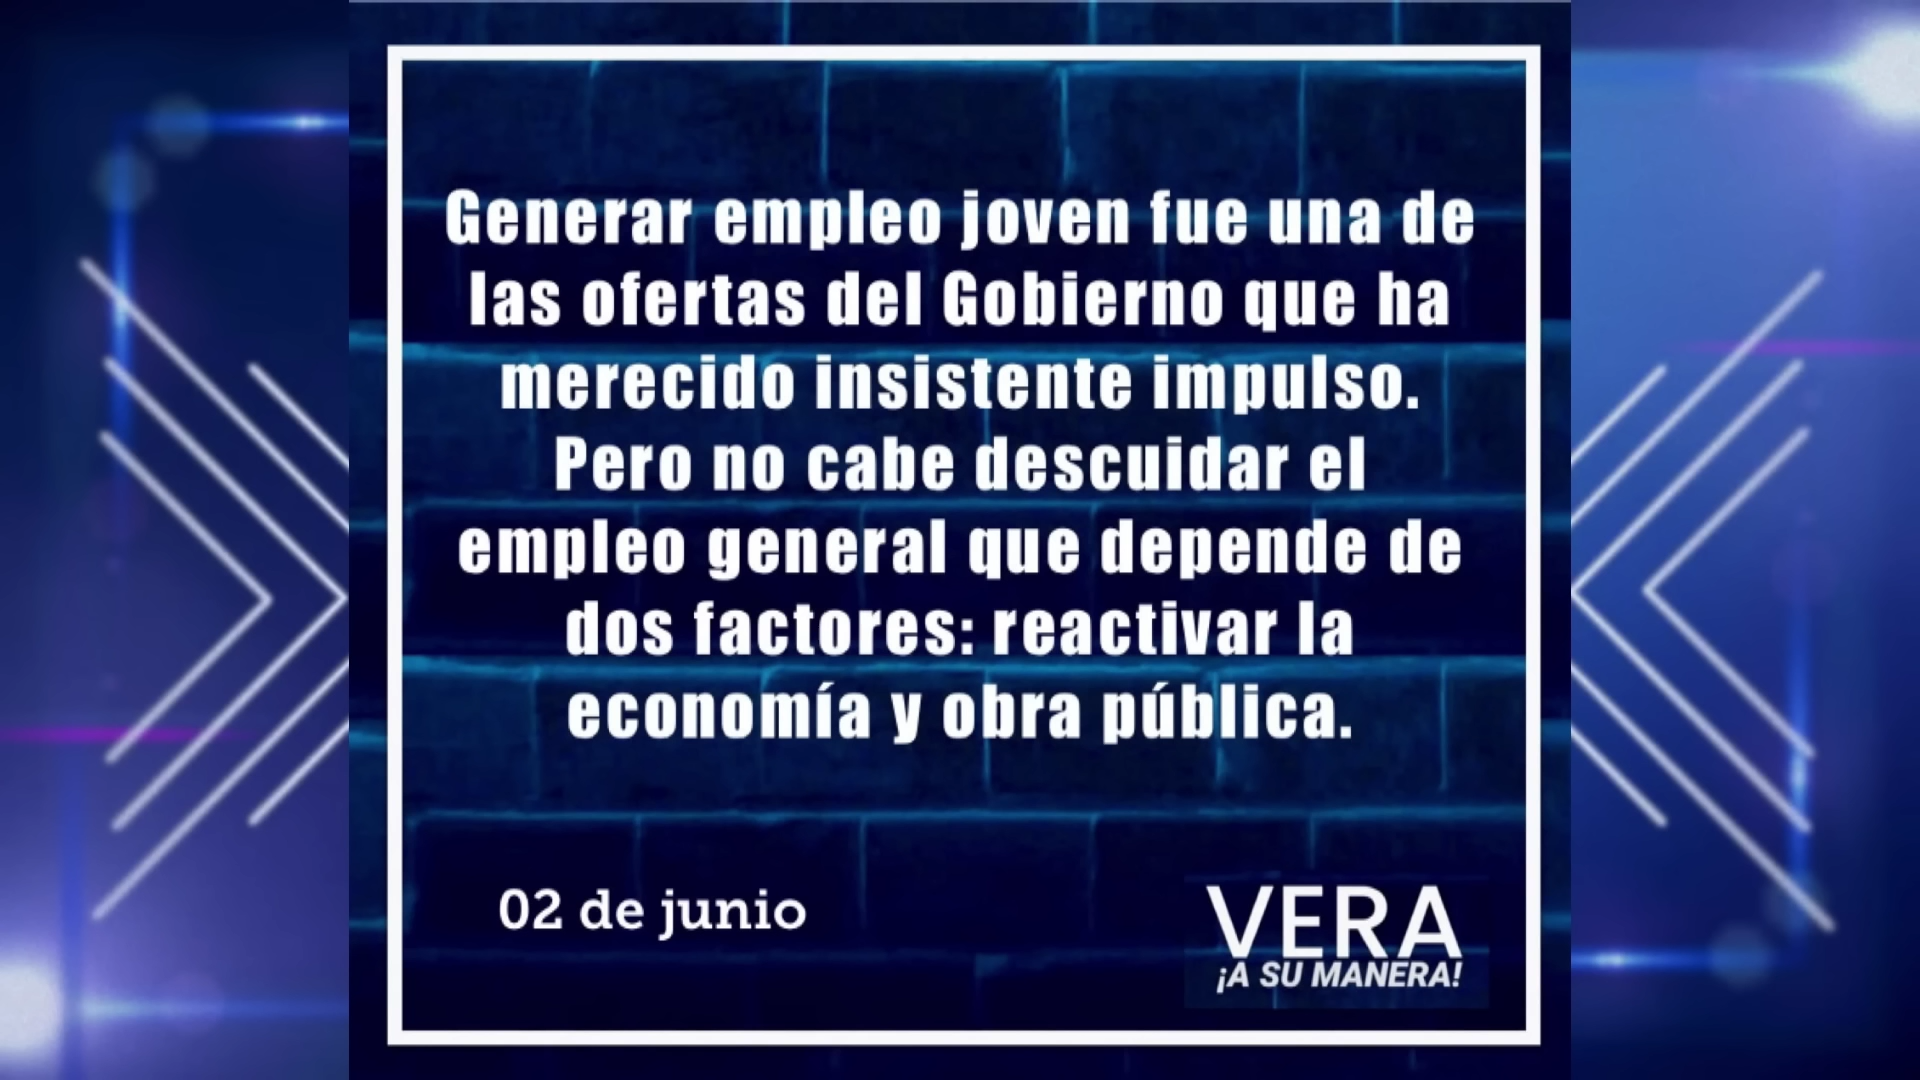 Generar empleo joven fue una de
las ofertas del Gobierno que ha
merecido insistente impulso.
Pero no cabe descuidar el
empleo general que depende de
dos factores: reactivar la
economía y obra pública.
02 de junio
VERA
¡A SU MANERA!